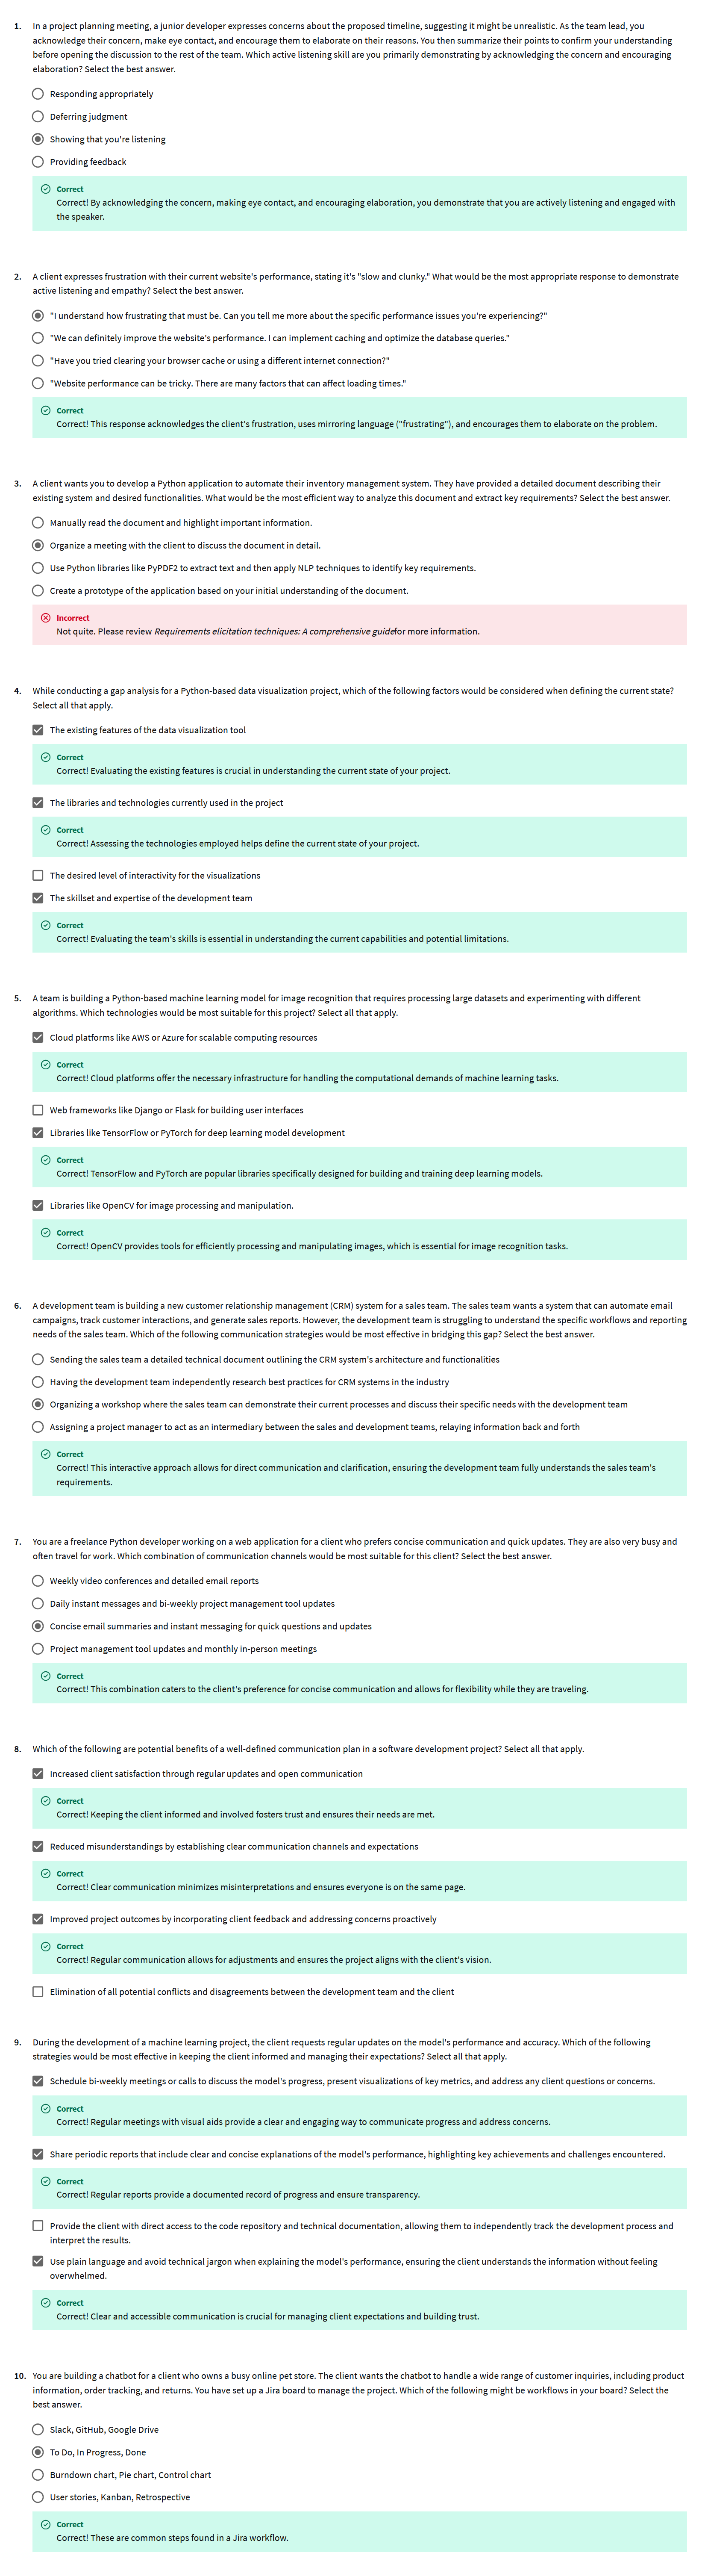 1. In a project planning meeting, a junior developer expresses concerns about the proposed timeline, suggesting it might be unrealistic. As the team lead, you
acknowledge their concern, make eye contact, and encourage them to elaborate on their reasons. You then summarize their points to confirm your understanding
before opening the discussion to the rest of the team. Which active listening skill are you primarily demonstrating by acknowledging the concern and encouraging
elaboration? Select the best answer.
Responding appropriately
Deferring judgment
Showing that you're listening
Providing feedback
Correct
Correct! By acknowledging the concern, making eye contact, and encouraging elaboration, you demonstrate that you are actively listening and engaged with
the speaker.
2. A client expresses frustration with their current website's performance, stating it's "slow and clunky." What would be the most appropriate response to demonstrate
active listening and empathy? Select the best answer.
"I understand how frustrating that must be. Can you tell me more about the specific performance issues you're experiencing?"
"We can definitely improve the website's performance. I can implement caching and optimize the database queries."
"Have you tried clearing your browser cache or using a different internet connection?"
"Website performance can be tricky. There are many factors that can affect loading times."
Correct
Correct! This response acknowledges the client's frustration, uses mirroring language ("frustrating"), and encourages them to elaborate on the problem.
3. A client wants you to develop a Python application to automate their inventory management system. They have provided a detailed document describing their
existing system and desired functionalities. What would be the most efficient way to analyze this document and extract key requirements? Select the best answer.
Manually read the document and highlight important information.
Organize a meeting with the client to discuss the document in detail.
Use Python libraries like PyPDF2 to extract text and then apply NLP techniques to identify key requirements.
Create a prototype of the application based on your initial understanding of the document.
Incorrect
Not quite. Please review Requirements elicitation techniques: A comprehensive guidefor more information.
4. While conducting a gap analysis for a Python-based data visualization project, which of the following factors would be considered when defining the current state?
Select all that apply.
The existing features of the data visualization tool
Correct
Correct! Evaluating the existing features is crucial in understanding the current state of your project.
The libraries and technologies currently used in the project
Correct
Correct! Assessing the technologies employed helps define the current state of your project.
The desired level of interactivity for the visualizations
The skillset and expertise of the development team
Correct
Correct! Evaluating the team's skills is essential in understanding the current capabilities and potential limitations.
5. A team is building a Python-based machine learning model for image recognition that requires processing large datasets and experimenting with different
algorithms. Which technologies would be most suitable for this project? Select all that apply.
Cloud platforms like AWS or Azure for scalable computing resources
Correct
Correct! Cloud platforms offer the necessary infrastructure for handling the computational demands of machine learning tasks.
Web frameworks like Django or Flask for building user interfaces
Libraries like TensorFlow or PyTorch for deep learning model development
Correct
Correct! TensorFlow and PyTorch are popular libraries specifically designed for building and training deep learning models.
Libraries like OpenCV for image processing and manipulation.
Correct
Correct! OpenCV provides tools for efficiently processing and manipulating images, which is essential for image recognition tasks.
6. A development team is building a new customer relationship management (CRM) system for a sales team. The sales team wants a system that can automate email
campaigns, track customer interactions, and generate sales reports. However, the development team is struggling to understand the specific workflows and reporting
needs of the sales team. Which of the following communication strategies would be most effective in bridging this gap? Select the best answer.
Sending the sales team a detailed technical document outlining the CRM system's architecture and functionalities
Having the development team independently research best practices for CRM systems in the industry
Organizing a workshop where the sales team can demonstrate their current processes and discuss their specific needs with the development team
Assigning a project manager to act as an intermediary between the sales and development teams, relaying information back and forth
Correct
Correct! This interactive approach allows for direct communication and clarification, ensuring the development team fully understands the sales team's
requirements.
7. You are a freelance Python developer working on a web application for a client who prefers concise communication and quick updates. They are also very busy and
often travel for work. Which combination of communication channels would be most suitable for this client? Select the best answer.
Weekly video conferences and detailed email reports
Daily instant messages and bi-weekly project management tool updates
Concise email summaries and instant messaging for quick questions and updates
Project management tool updates and monthly in-person meetings
Correct
Correct! This combination caters to the client's preference for concise communication and allows for flexibility while they are traveling.
8. Which of the following are potential benefits of a well-defined communication plan in a software development project? Select all that apply.
Increased client satisfaction through regular updates and open communication
Correct
Correct! Keeping the client informed and involved fosters trust and ensures their needs are met.
Reduced misunderstandings by establishing clear communication channels and expectations
Correct
Correct! Clear communication minimizes misinterpretations and ensures everyone is on the same page.
Improved project outcomes by incorporating client feedback and addressing concerns proactively
Correct
Correct! Regular communication allows for adjustments and ensures the project aligns with the client's vision.
Elimination of all potential conflicts and disagreements between the development team and the client
9. During the development of a machine learning project, the client requests regular updates on the model's performance and accuracy. Which of the following
strategies would be most effective in keeping the client informed and managing their expectations? Select all that apply.
Schedule bi-weekly meetings or calls to discuss the model's progress, present visualizations of key metrics, and address any client questions or concerns.
Correct
Correct! Regular meetings with visual aids provide a clear and engaging way to communicate progress and address concerns.
Share periodic reports that include clear and concise explanations of the model's performance, highlighting key achievements and challenges encountered.
Correct
Correct! Regular reports provide a documented record of progress and ensure transparency.
Provide the client with direct access to the code repository and technical documentation, allowing them to independently track the development process and
interpret the results.
Use plain language and avoid technical jargon when explaining the model's performance, ensuring the client understands the information without feeling
overwhelmed.
Correct
Correct! Clear and accessible communication is crucial for managing client expectations and building trust.
10. You are building a chatbot for a client who owns a busy online pet store. The client wants the chatbot to handle a wide range of customer inquiries, including product
information, order tracking, and returns. You have set up a Jira board to manage the project. Which of the following might be workflows in your board? Select the
best answer.
Slack, GitHub, Google Drive
To Do, In Progress, Done
Burndown chart, Pie chart, Control chart
User stories, Kanban, Retrospective
Correct
Correct! These are common steps found in a Jira workflow.